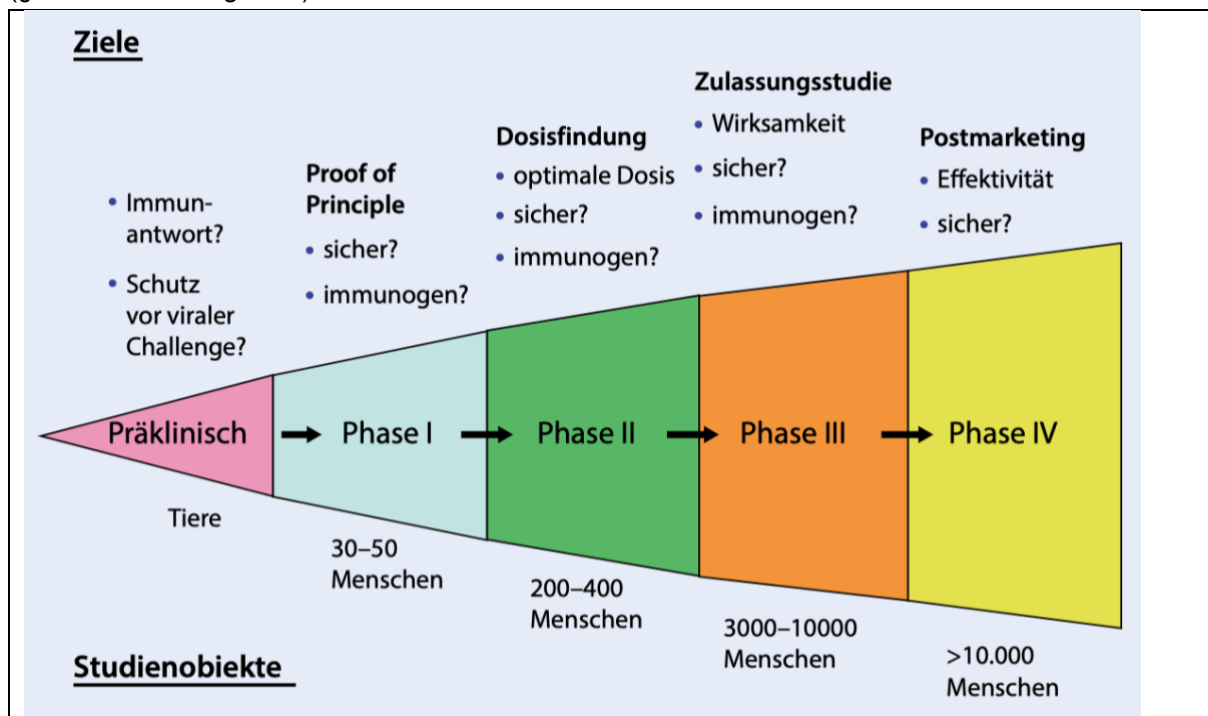 Ziele
• Immun-
antwort?
• Schutz
vor viraler
Challenge?
Proof of
Principle
• sicher?
• immunogen?
Dosisfindung
• optimale Dosis
• sicher?
• immunogen?
Zulassungsstudie
• Wirksamkeit
• sicher?
• immunogen?
Postmarketing
• Effektivität
• sicher?
Präklinisch
Phase I
Phase II
Phase III
Phase IV
Tiere
30–50
Menschen
200–400
Menschen
3000–10000
Menschen
>10.000
Menschen
Studienobiekte